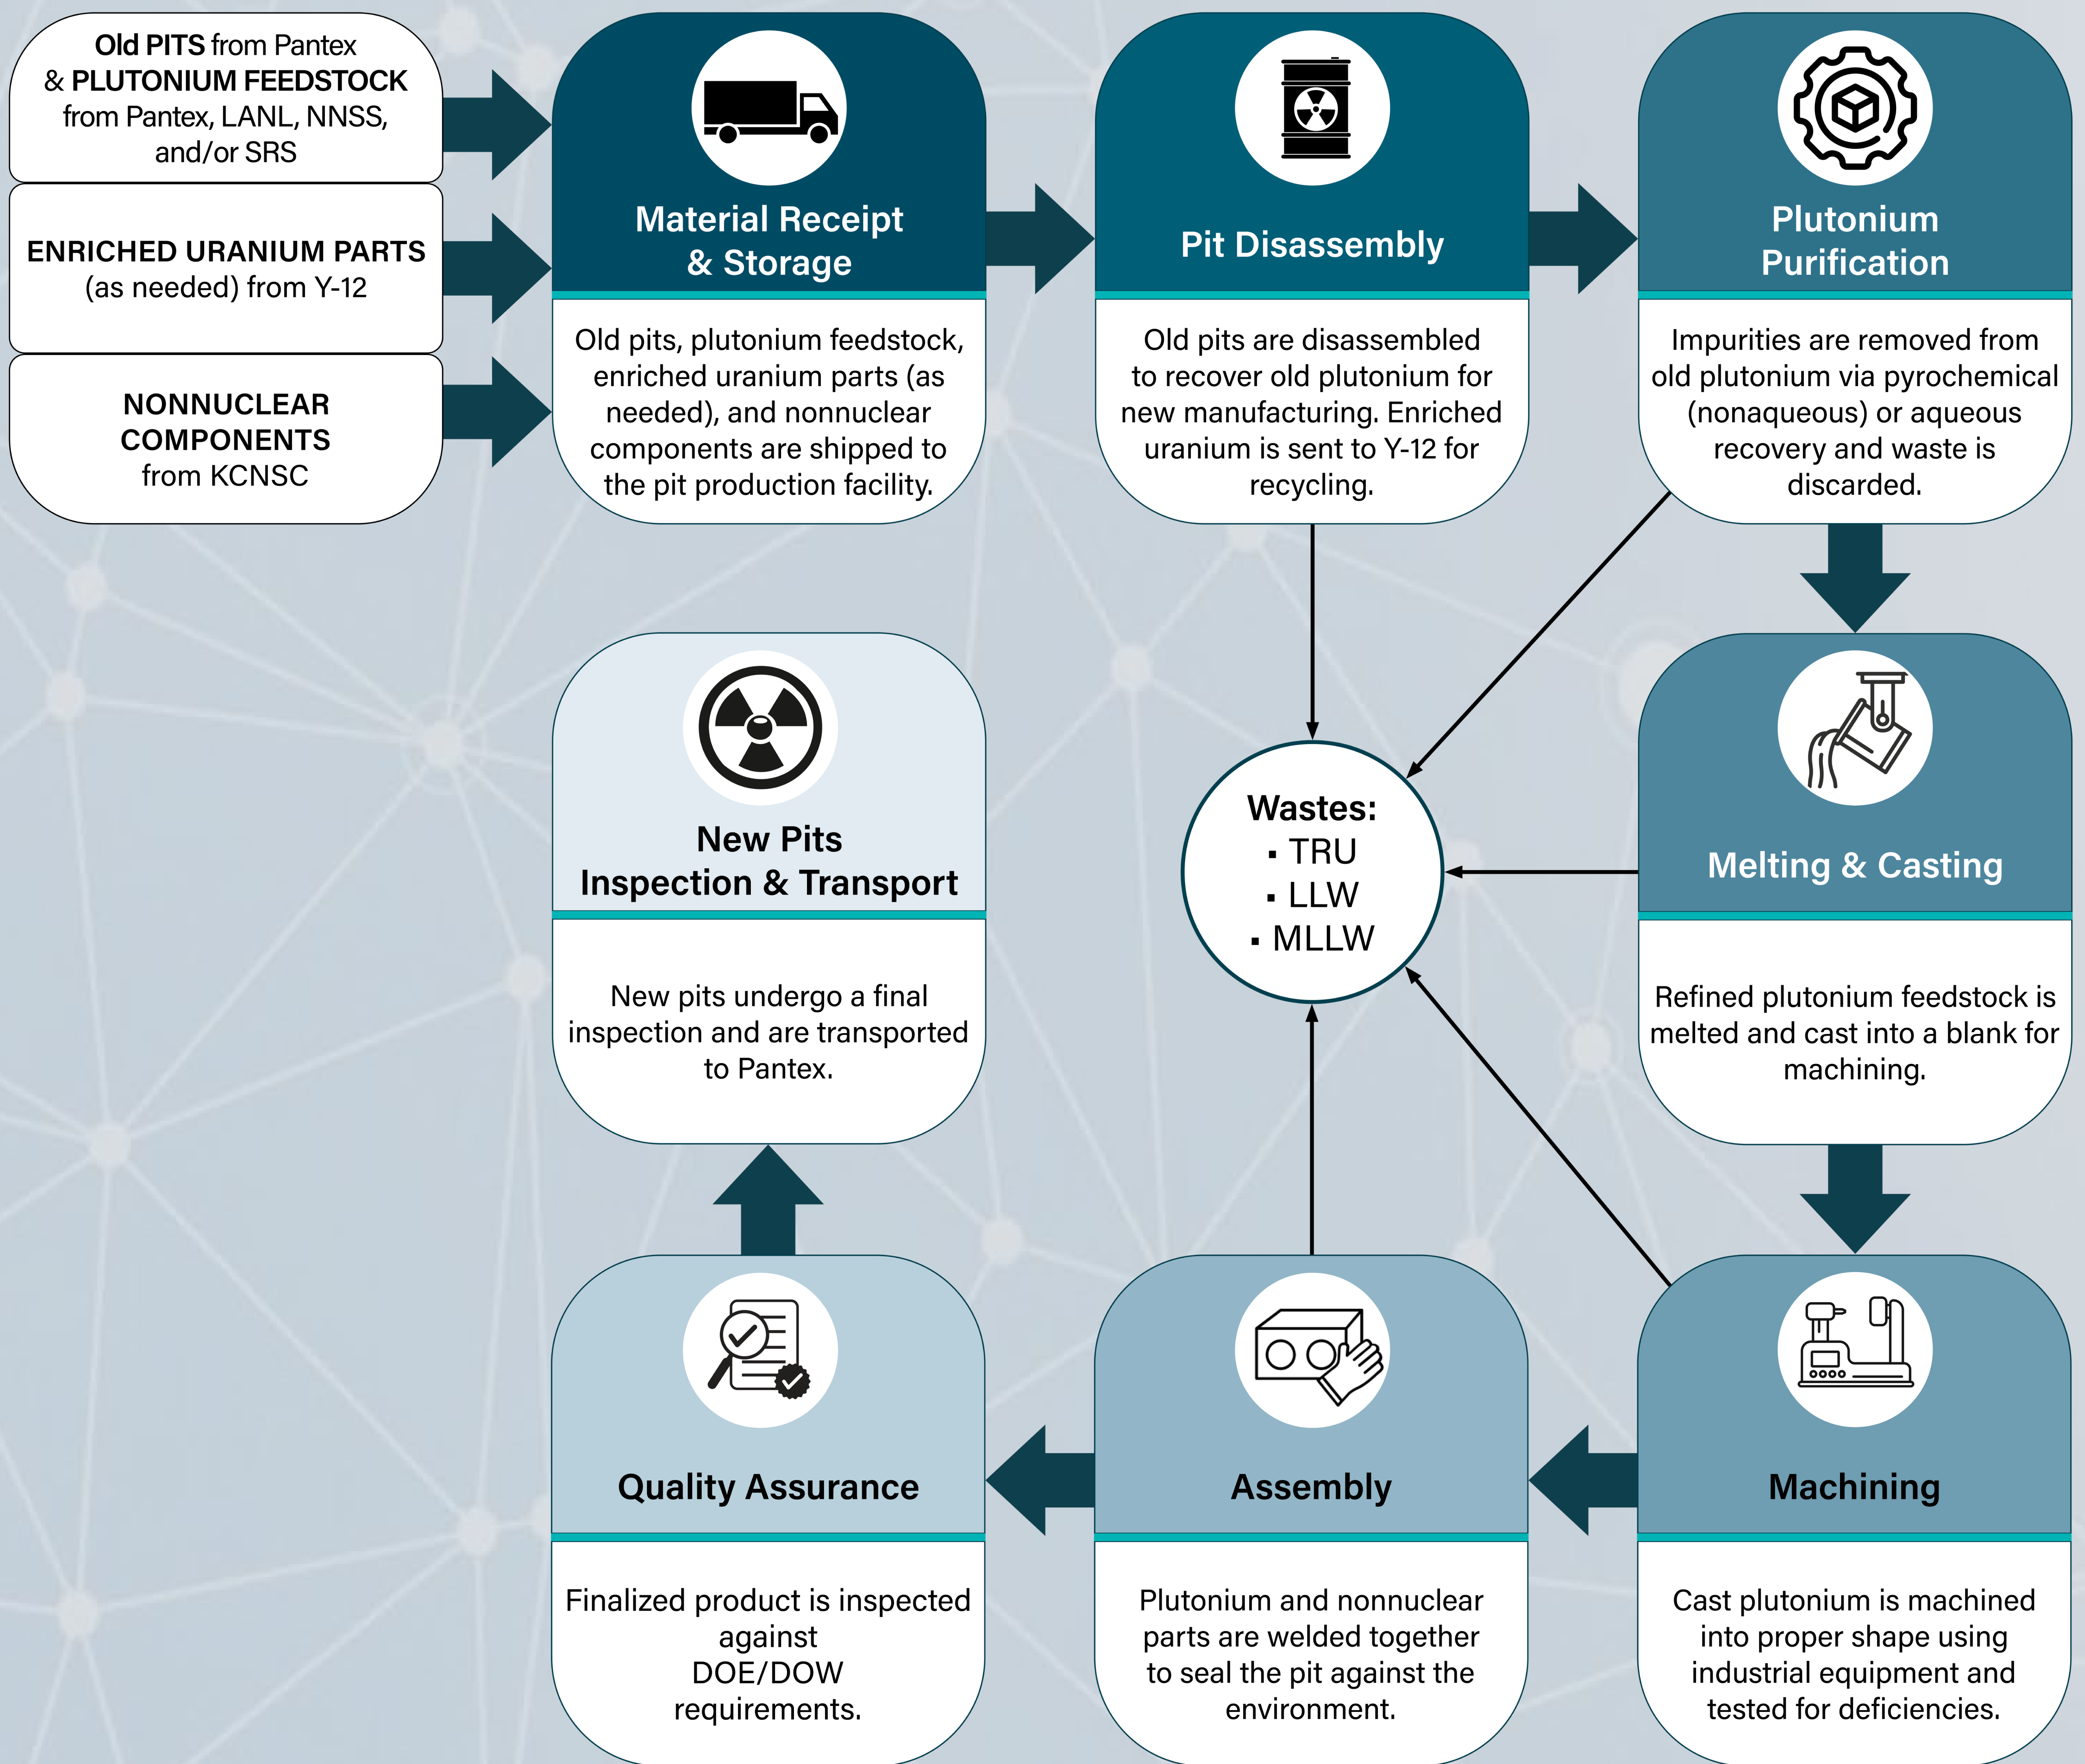 Old PITS from Pantex
& PLUTONIUM FEEDSTOCK
from Pantex, LANL, NNSS,
and/or SRS
ENRICHED URANIUM PARTS
(as needed) from Y-12
NONNUCLEAR
COMPONENTS
from KCNSC
Material Receipt
& Storage
Old pits, plutonium feedstock,
enriched uranium parts (as
needed), and nonnuclear
components are shipped to
the pit production facility.
Pit Disassembly
Old pits are disassembled
to recover old plutonium for
new manufacturing. Enriched
uranium is sent to Y-12 for
recycling.
Plutonium
Purification
Impurities are removed from
old plutonium via pyrochemical
(nonaqueous) or aqueous
recovery and waste is
discarded.
Melting & Casting
Refined plutonium feedstock is
melted and cast into a blank for
machining.
Machining
Cast plutonium is machined
into proper shape using
industrial equipment and
tested for deficiencies.
Assembly
Plutonium and nonnuclear
parts are welded together
to seal the pit against the
environment.
Quality Assurance
Finalized product is inspected
against
DOE/DOW
requirements.
New Pits
Inspection & Transport
New pits undergo a final
inspection and are transported
to Pantex.
Wastes:
▪ TRU
▪ LLW
▪ MLLW